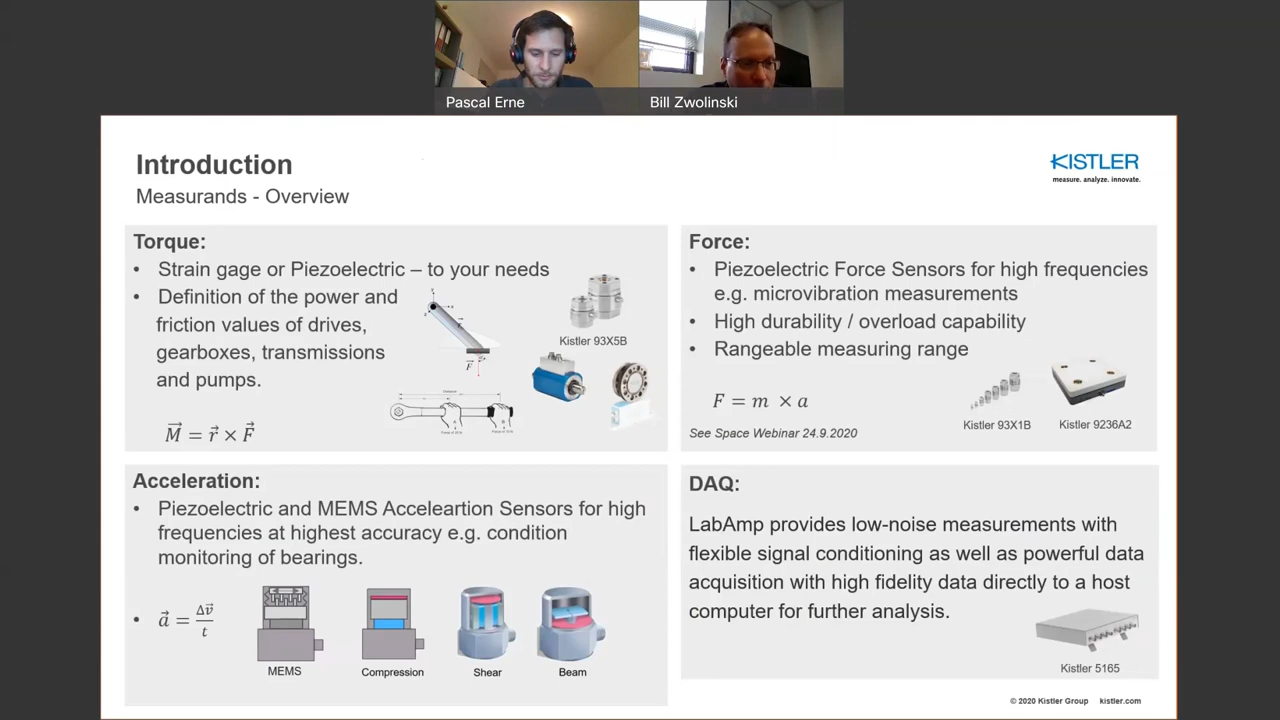 Pascal Erne
Bill Zwolinski
Introduction
Measurands - Overview
KISTLER
measure. analyze. innovate.
Torque:
• Strain gage or Piezoelectric – to your needs
• Definition of the power and
friction values of drives,
gearboxes, transmissions
and pumps.
M⃗ = r⃗ × F⃗
Kistler 93X5B
Force:
• Piezoelectric Force Sensors for high frequencies
e.g. microvibration measurements
• High durability / overload capability
• Rangeable measuring range
F = m × a
See Space Webinar 24.9.2020
Kistler 93X1B
Kistler 9236A2
Acceleration:
• Piezoelectric and MEMS Acceleartion Sensors for high
frequencies at highest accuracy e.g. condition
monitoring of bearings.
• a⃗ = Δv⃗ / t
MEMS
Compression
Shear
Beam
DAQ:
LabAmp provides low-noise measurements with
flexible signal conditioning as well as powerful data
acquisition with high fidelity data directly to a host
computer for further analysis.
Kistler 5165
© 2020 Kistler Group kistler.com